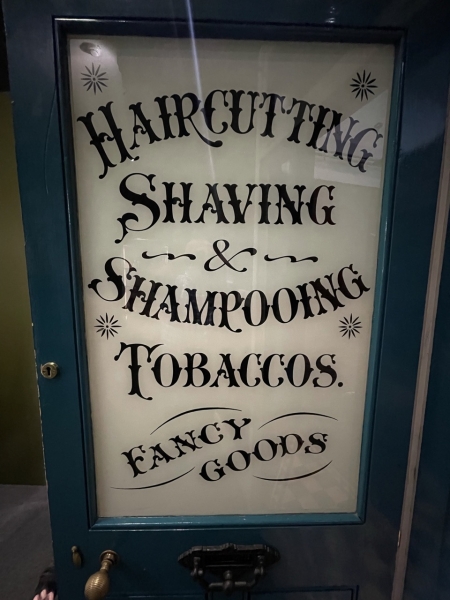 HAIRCUTTING
SHAVING
&
SHAMPOOING
TOBACCOS.
FANCY
GOODS